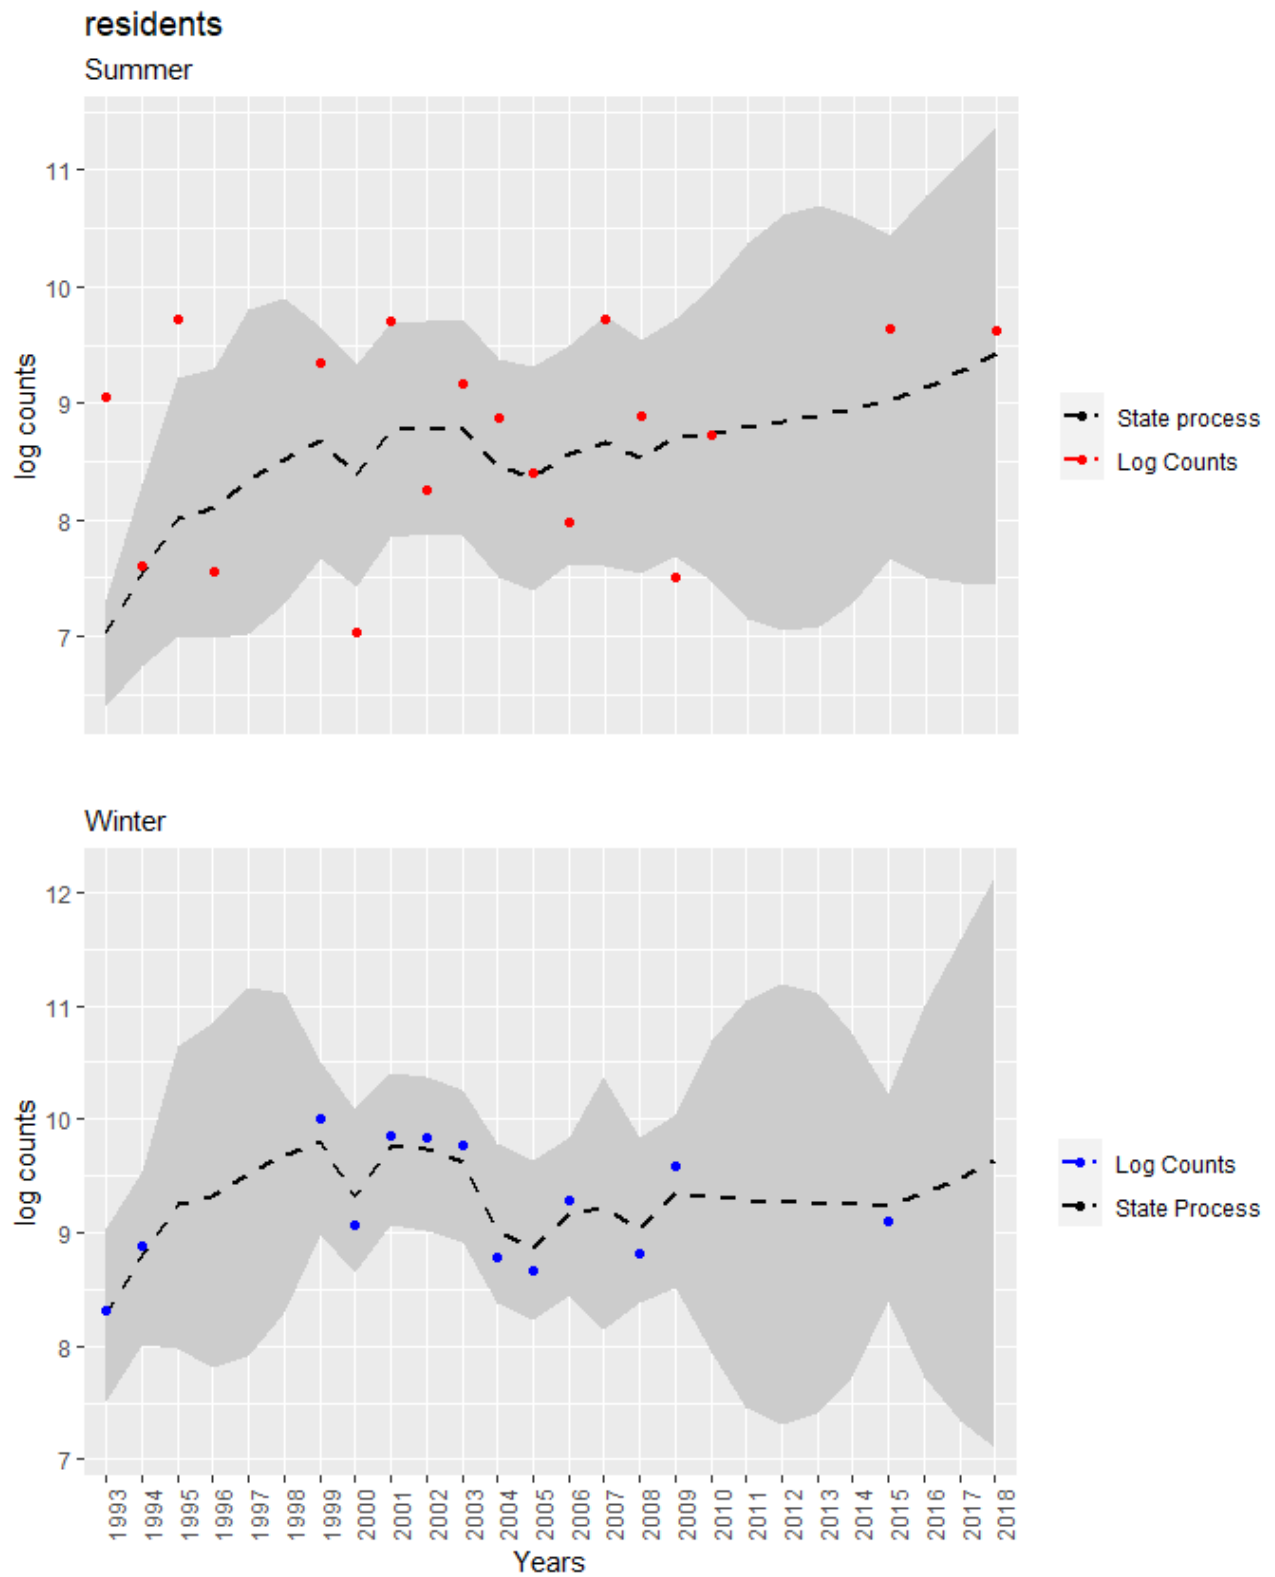 residents
Summer
11
10
9
8
7
log counts
State process
Log Counts
Winter
12
11
10
9
8
7
log counts
Log Counts
State Process
1993 1994 1995 1996 1997 1998 1999 2000 2001 2002 2003 2004 2005 2006 2007 2008 2009 2010 2011 2012 2013 2014 2015 2016 2017 2018
Years